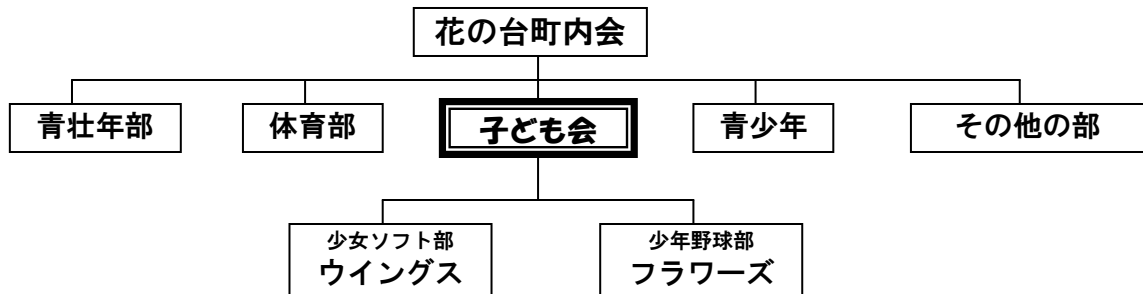 花の台町内会
青壮年部
体育部
子ども会
青少年
その他の部
少女ソフト部
ウイングス
少年野球部
フラワーズ